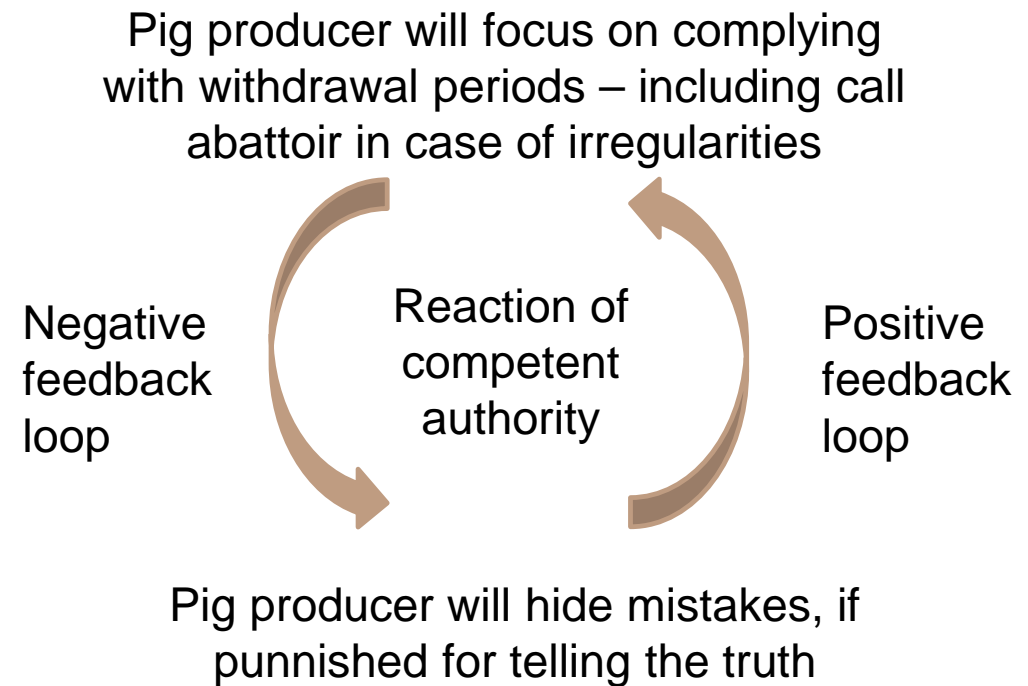 Pig producer will focus on complying
with withdrawal periods – including call
abattoir in case of irregularities
Negative
feedback
loop
Reaction of
competent
authority
Positive
feedback
loop
Pig producer will hide mistakes, if
punnished for telling the truth